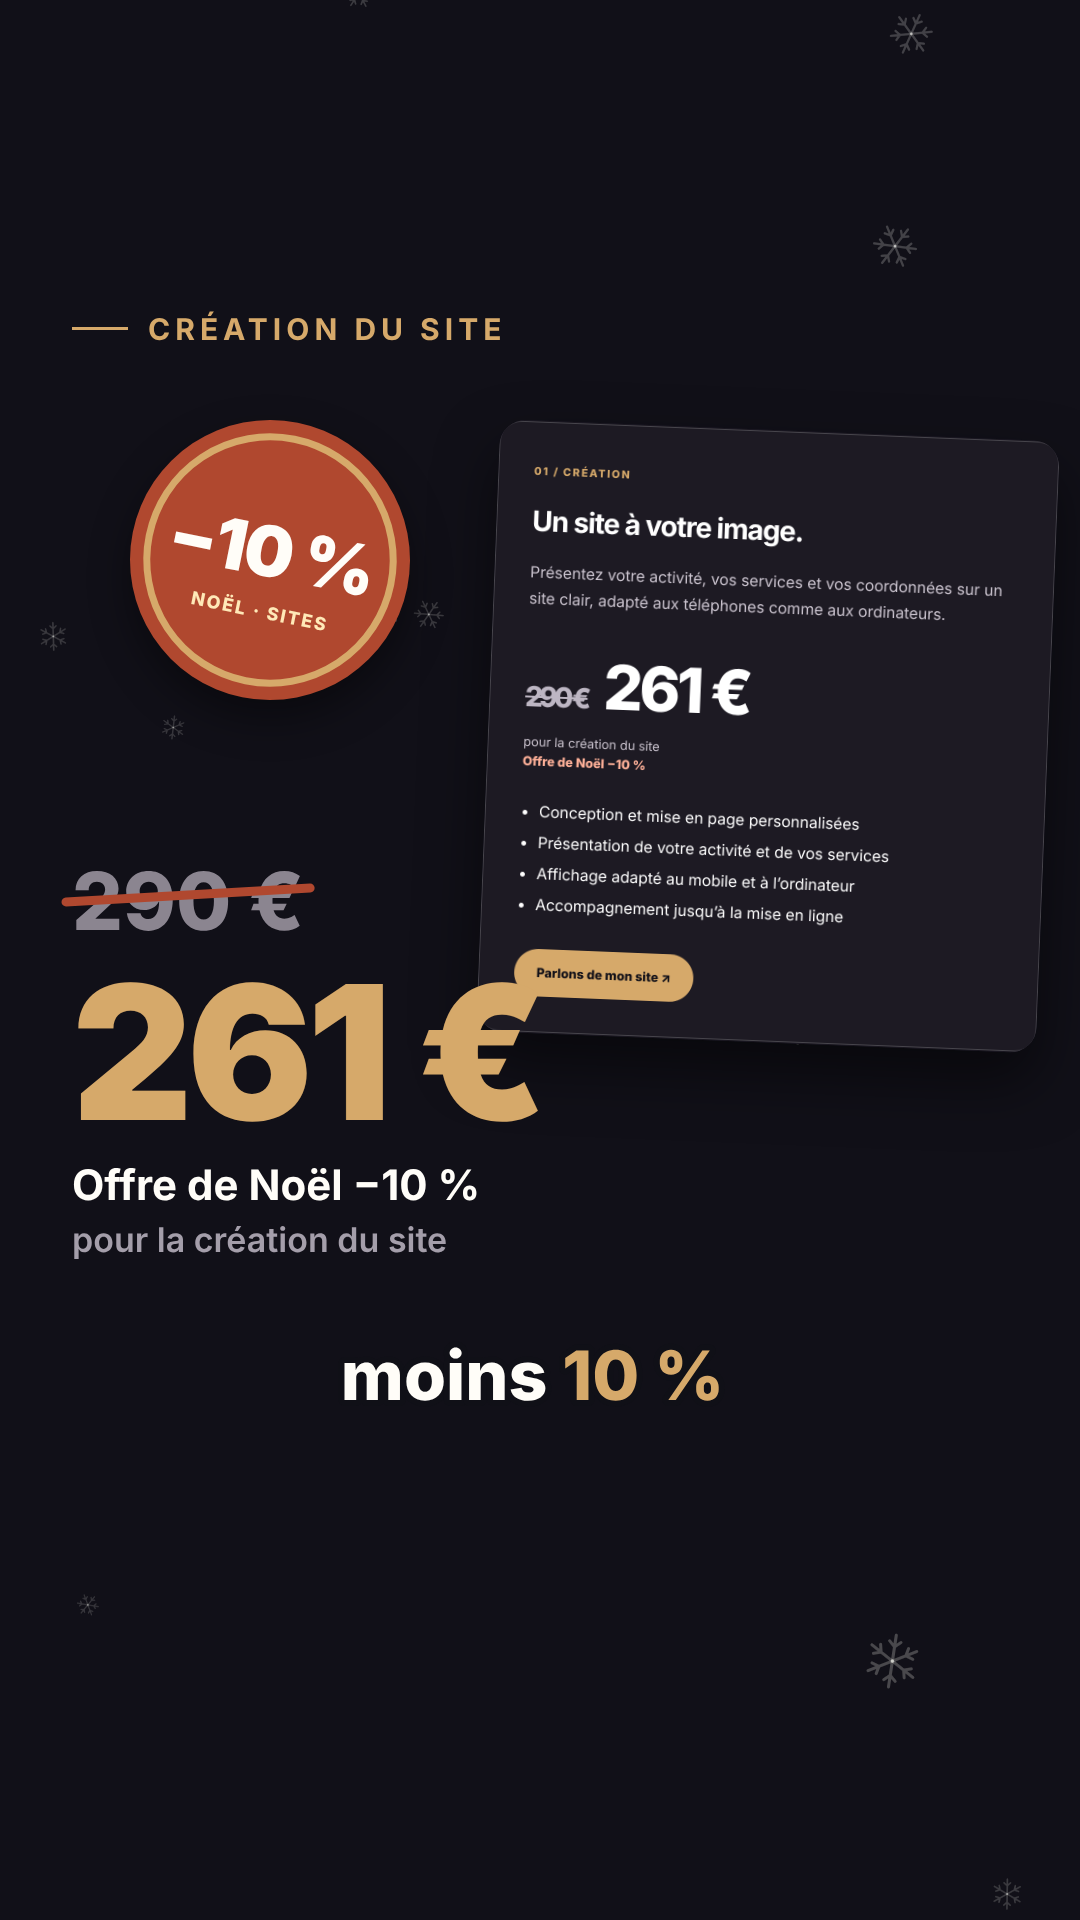 CRÉATION DU SITE
−10 %
NOËL · SITES
01 / CRÉATION
Un site à votre image.
Présentez votre activité, vos services et vos coordonnées sur un
site clair, adapté aux téléphones comme aux ordinateurs.
290 € 261 €
pour la création du site
Offre de Noël −10 %
• Conception et mise en page personnalisées
• Présentation de votre activité et de vos services
• Affichage adapté au mobile et à l’ordinateur
• Accompagnement jusqu’à la mise en ligne
Parlons de mon site ↗
290 €
261 €
Offre de Noël −10 %
pour la création du site
moins 10 %